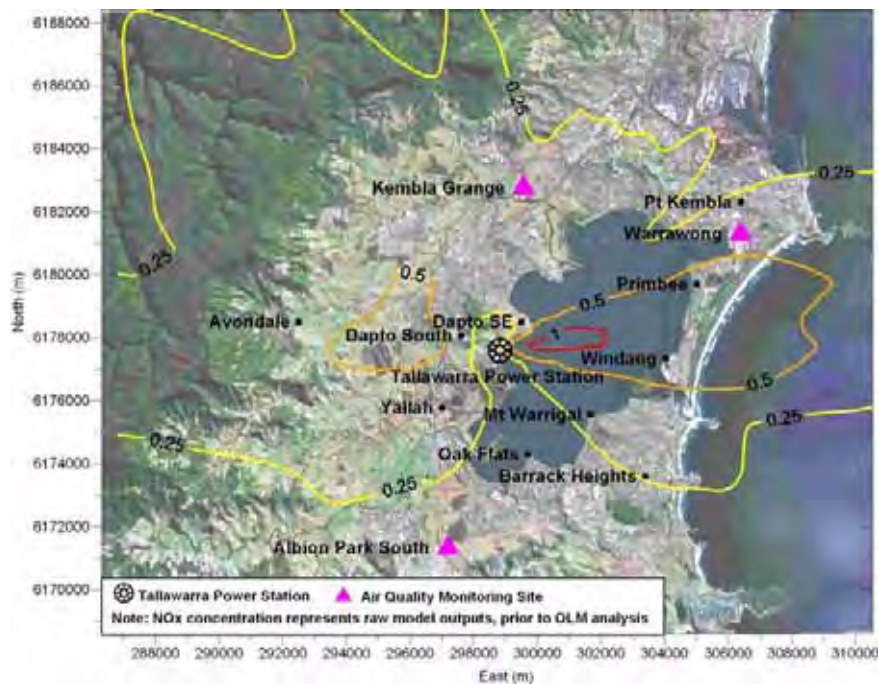 6188000
6186000
6184000
6182000
6180000
6178000
6176000
6174000
6172000
6170000
North (m)
0.25
0.25
Kembla Grange
Pt Kembla
Warrawong
0.25
0.5
Primbee
0.5
Avondale
Dapto SE
Dapto South
1
Windang
Tallawarra Power Station
0.5
Yallah
Mt Warrigal
0.25
0.25
Oak Flats
0.25
Barrack Heights
Albion Park South
Tallawarra Power Station
Air Quality Monitoring Site
Note: NOx concentration represents raw model outputs, prior to OLM analysis
288000 290000 292000 294000 296000 298000 300000 302000 304000 306000 308000 310000
East (m)